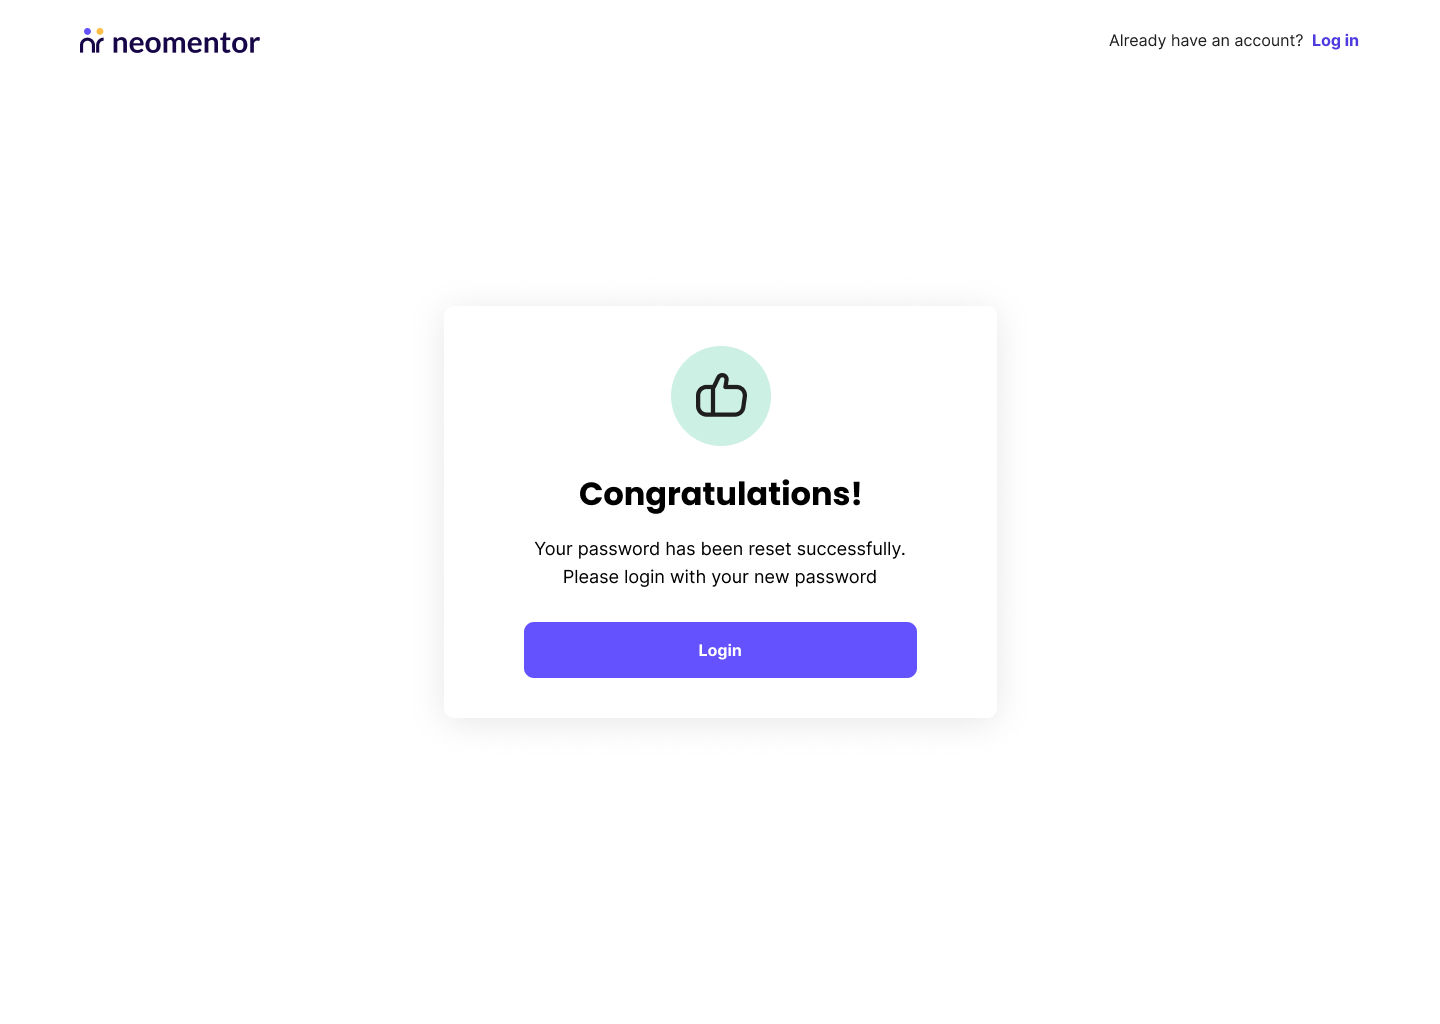 neomentor
Already have an account? Log in
Congratulations!
Your password has been reset successfully.
Please login with your new password
Login